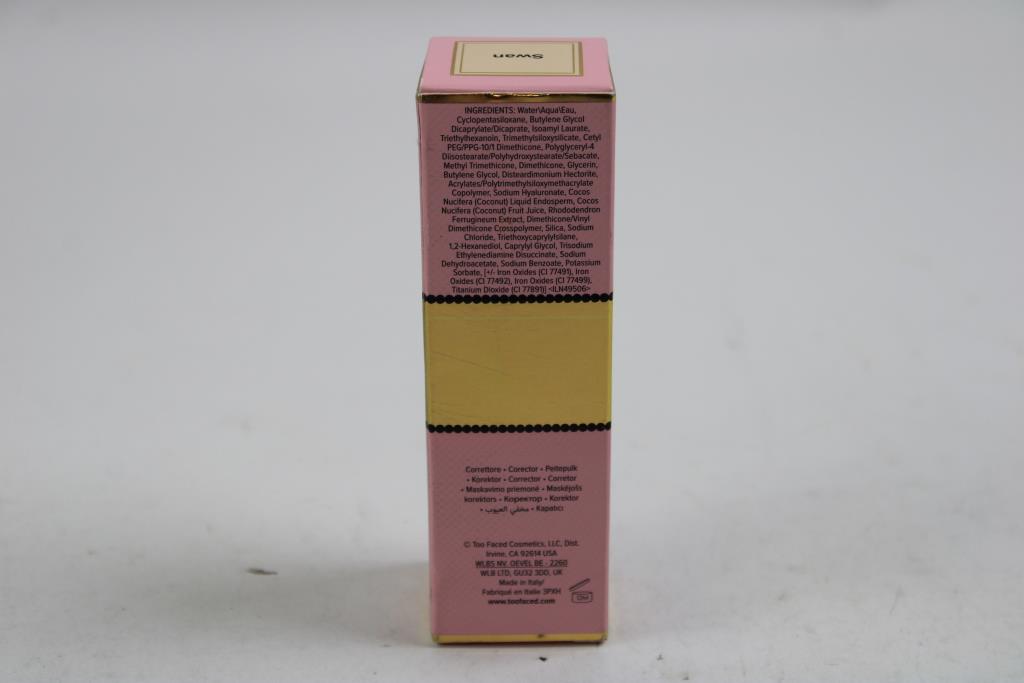 Swan
INGREDIENTS: Water\Aqua\Eau,
Cyclopentasiloxane, Butylene Glycol
Dicaprylate/Dicaprate, Isoamyl Laurate,
Triethylhexanoin, Trimethylsiloxysilicate, Cetyl
PEG/PPG-10/1 Dimethicone, Polyglyceryl-4
Diisostearate/Polyhydroxystearate/Sebacate,
Methyl Trimethicone, Dimethicone, Glycerin,
Butylene Glycol, Disteardimonium Hectorite,
Acrylates/Polytrimethylsiloxymethacrylate
Copolymer, Sodium Hyaluronate, Cocos
Nucifera (Coconut) Liquid Endosperm, Cocos
Nucifera (Coconut) Fruit Juice, Rhododendron
Ferrugineum Extract, Dimethicone/Vinyl
Dimethicone Crosspolymer, Silica, Sodium
Chloride, Triethoxycaprylylsilane,
1,2-Hexanediol, Caprylyl Glycol, Trisodium
Ethylenediamine Disuccinate, Sodium
Dehydroacetate, Sodium Benzoate, Potassium
Sorbate, [+/- Iron Oxides (CI 77491), Iron
Oxides (CI 77492), Iron Oxides (CI 77499),
Titanium Dioxide (CI 77891)] <ILN49506>
Correttore • Corector • Peitepulk
• Korektor • Corrector • Corretor
• Maskavimo priemonė • Maskējošs
korektors • Коректор • Korektor
• مخفي العيوب • Kapatıcı
© Too Faced Cosmetics, LLC, Dist.
Irvine, CA 92614 USA
WLBS NV. OEVEL BE - 2260
WLB LTD, GU32 3DD, UK
Made in Italy/
Fabriqué en Italie 3PXH
www.toofaced.com